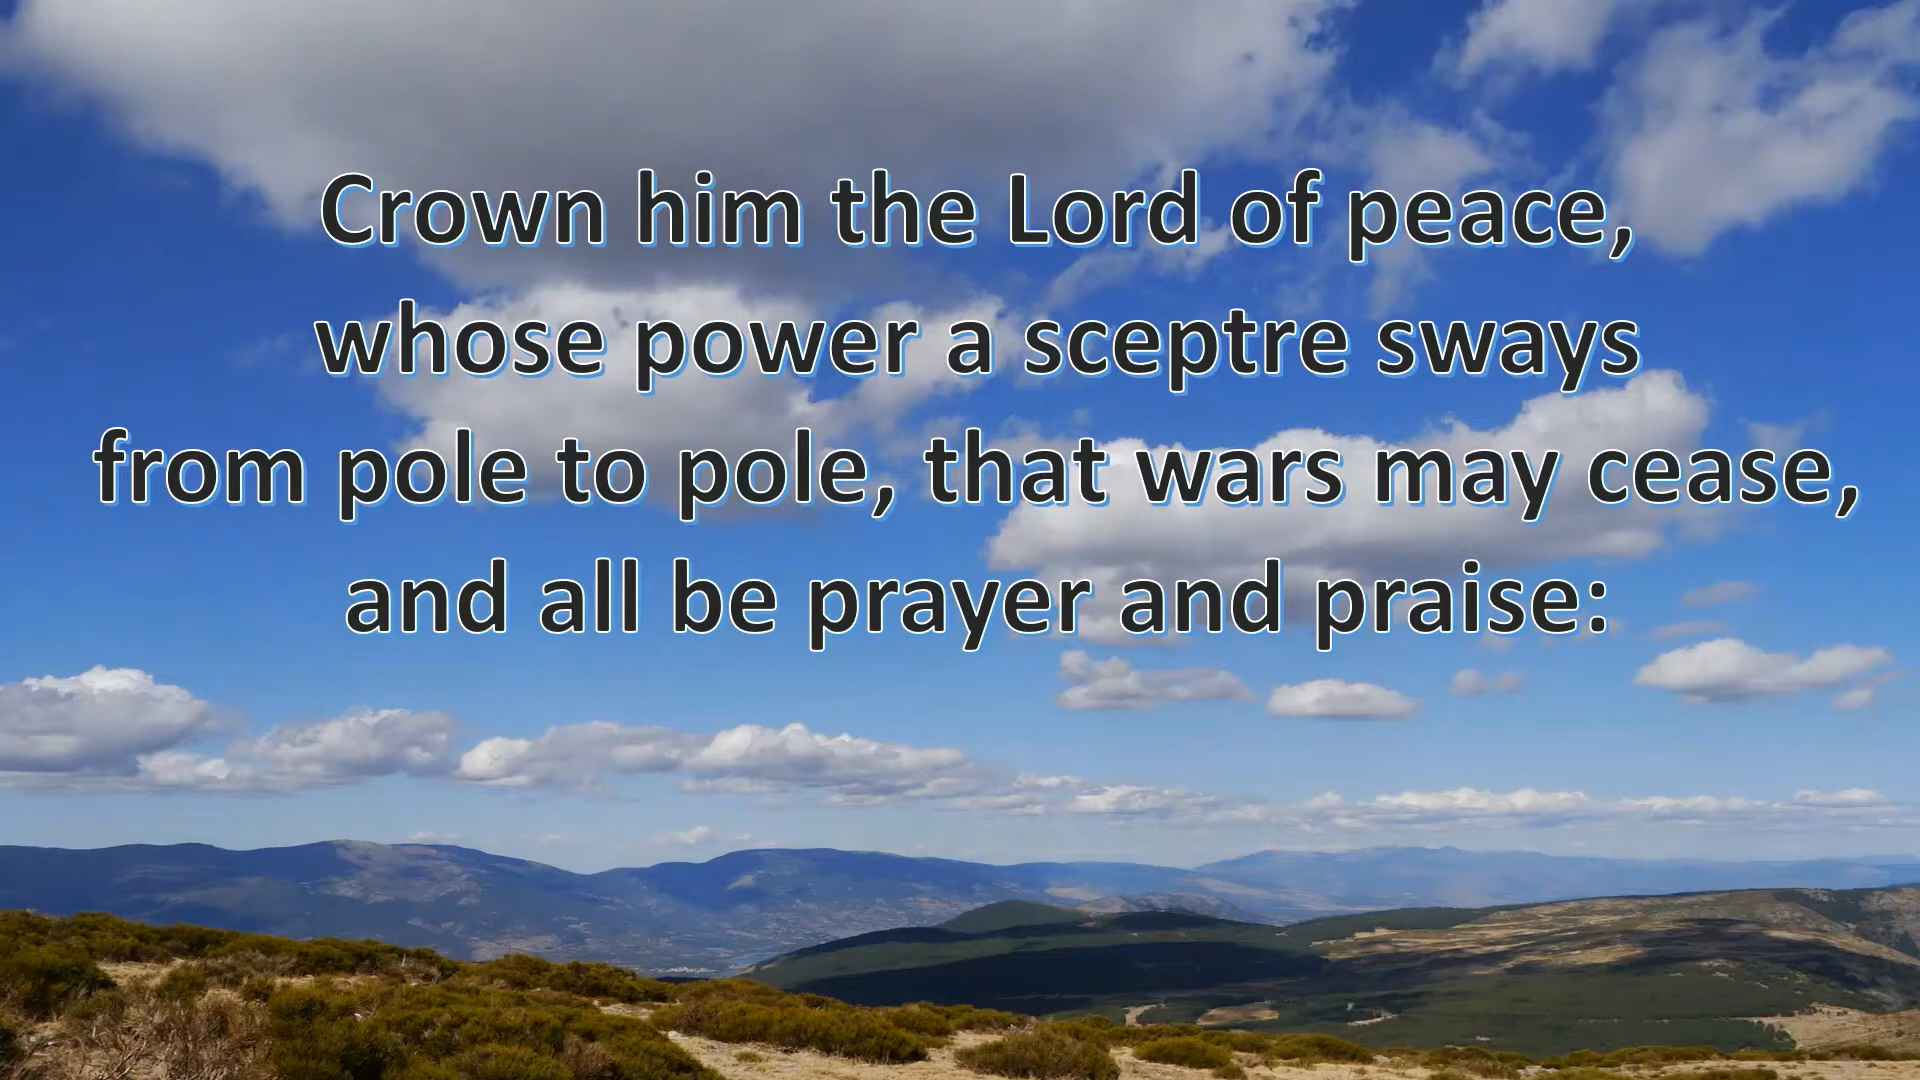 Crown him the Lord of peace,
whose power a sceptre sways
from pole to pole, that wars may cease,
and all be prayer and praise: